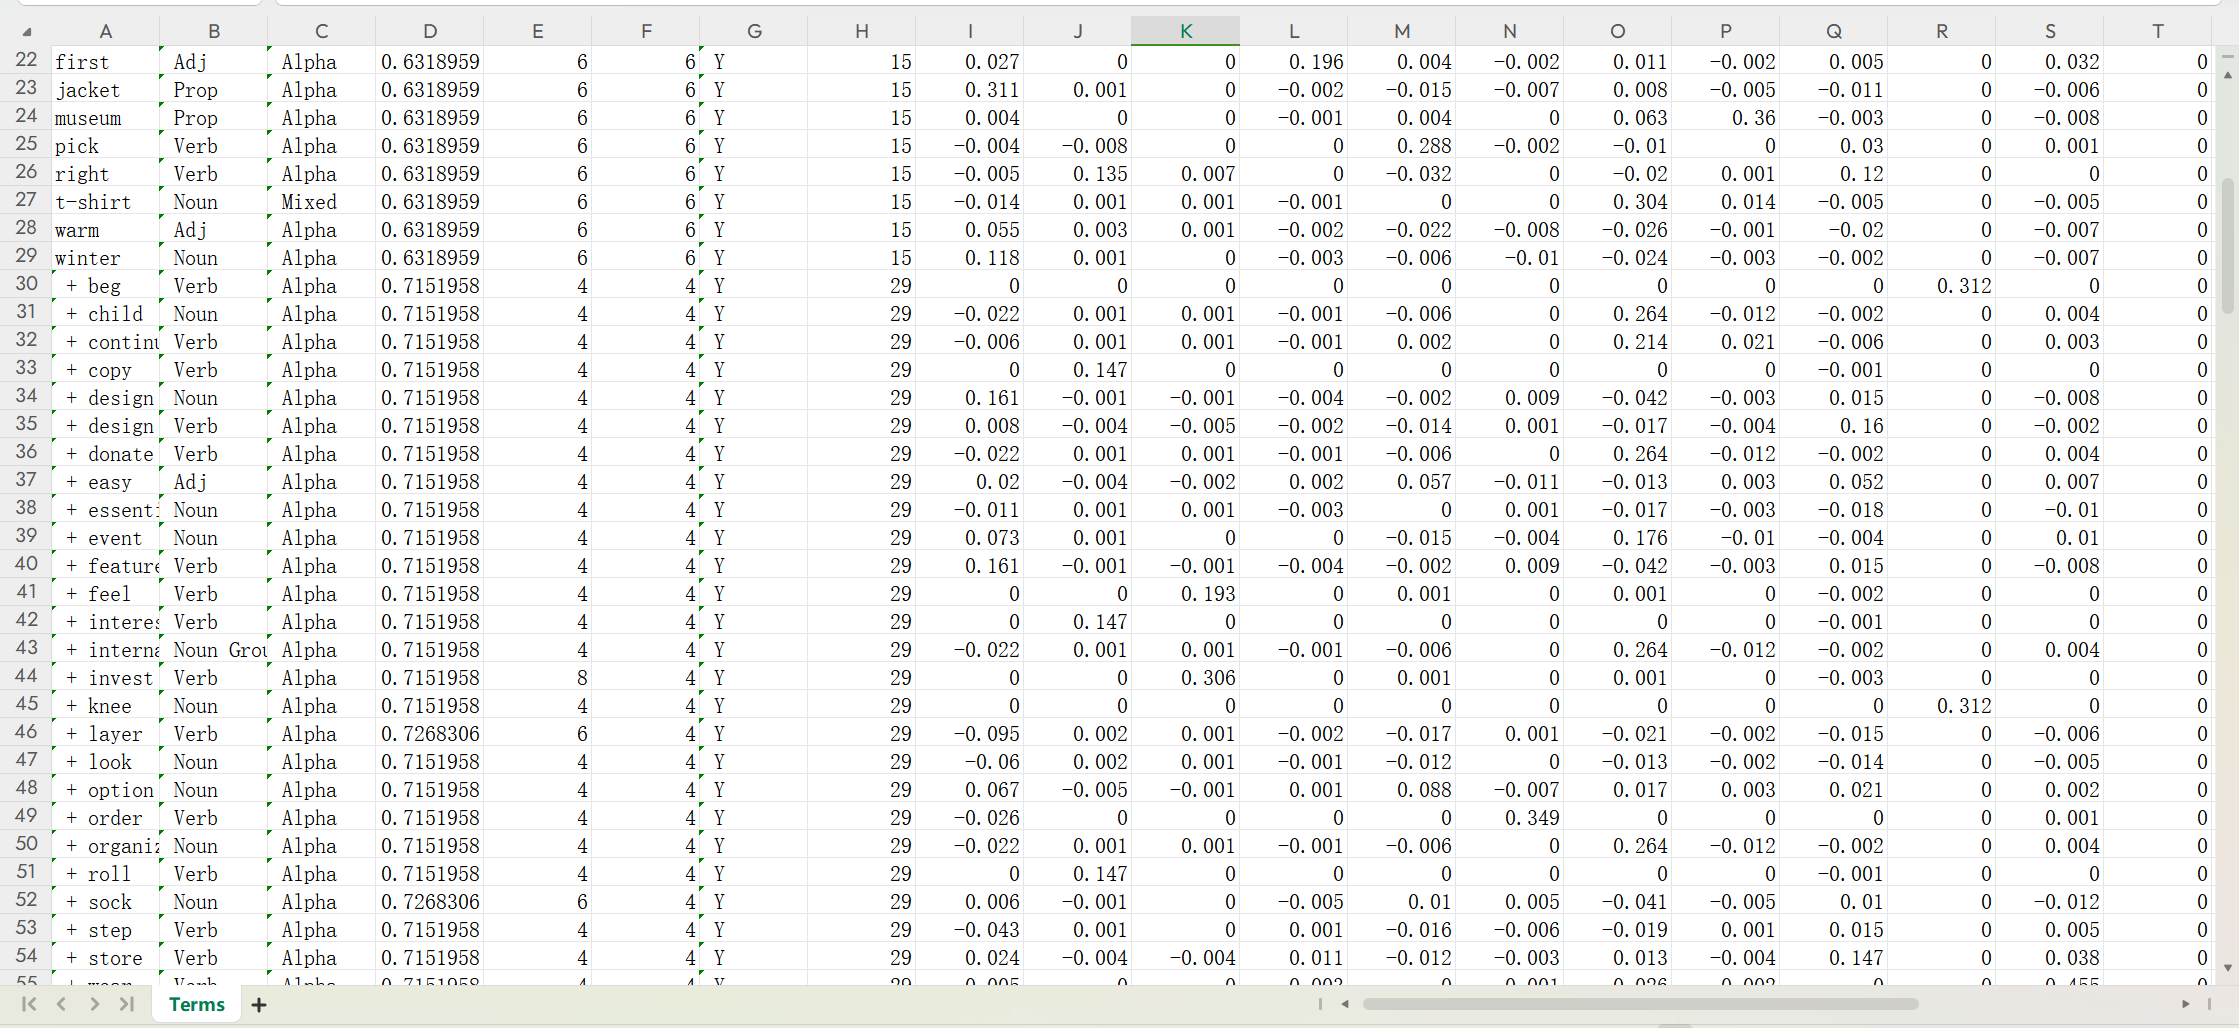 A B C D E F G H I J K L M N O P Q R S T
22 first Adj Alpha 0.6318959 6 6 Y 15 0.027 0 0 0.196 0.004 -0.002 0.011 -0.002 0.005 0 0.032 0
23 jacket Prop Alpha 0.6318959 6 6 Y 15 0.311 0.001 0 -0.002 -0.015 -0.007 0.008 -0.005 -0.011 0 -0.006 0
24 museum Prop Alpha 0.6318959 6 6 Y 15 0.004 0 0 -0.001 0.004 0 0.063 0.36 -0.003 0 -0.008 0
25 pick Verb Alpha 0.6318959 6 6 Y 15 -0.004 -0.008 0 0 0.288 -0.002 -0.01 0 0.03 0 0.001 0
26 right Verb Alpha 0.6318959 6 6 Y 15 -0.005 0.135 0.007 0 -0.032 0 -0.02 0.001 0.12 0 0 0
27 t-shirt Noun Mixed 0.6318959 6 6 Y 15 -0.014 0.001 0.001 -0.001 0 0 0.304 0.014 -0.005 0 -0.005 0
28 warm Adj Alpha 0.6318959 6 6 Y 15 0.055 0.003 0.001 -0.002 -0.022 -0.008 -0.026 -0.001 -0.02 0 -0.007 0
29 winter Noun Alpha 0.6318959 6 6 Y 15 0.118 0.001 0 -0.003 -0.006 -0.01 -0.024 -0.003 -0.002 0 -0.007 0
30 + beg Verb Alpha 0.7151958 4 4 Y 29 0 0 0 0 0 0 0 0 0 0.312 0 0
31 + child Noun Alpha 0.7151958 4 4 Y 29 -0.022 0.001 0.001 -0.001 -0.006 0 0.264 -0.012 -0.002 0 0.004 0
32 + continu Verb Alpha 0.7151958 4 4 Y 29 -0.006 0.001 0.001 -0.001 0.002 0 0.214 0.021 -0.006 0 0.003 0
33 + copy Verb Alpha 0.7151958 4 4 Y 29 0 0.147 0 0 0 0 0 0 -0.001 0 0 0
34 + design Noun Alpha 0.7151958 4 4 Y 29 0.161 -0.001 -0.001 -0.004 -0.002 0.009 -0.042 -0.003 0.015 0 -0.008 0
35 + design Verb Alpha 0.7151958 4 4 Y 29 0.008 -0.004 -0.005 -0.002 -0.014 0.001 -0.017 -0.004 0.16 0 -0.002 0
36 + donate Verb Alpha 0.7151958 4 4 Y 29 -0.022 0.001 0.001 -0.001 -0.006 0 0.264 -0.012 -0.002 0 0.004 0
37 + easy Adj Alpha 0.7151958 4 4 Y 29 0.02 -0.004 -0.002 0.002 0.057 -0.011 -0.013 0.003 0.052 0 0.007 0
38 + essenti Noun Alpha 0.7151958 4 4 Y 29 -0.011 0.001 0.001 -0.003 0 0.001 -0.017 -0.003 -0.018 0 -0.01 0
39 + event Noun Alpha 0.7151958 4 4 Y 29 0.073 0.001 0 0 -0.015 -0.004 0.176 -0.01 -0.004 0 0.01 0
40 + feature Verb Alpha 0.7151958 4 4 Y 29 0.161 -0.001 -0.001 -0.004 -0.002 0.009 -0.042 -0.003 0.015 0 -0.008 0
41 + feel Verb Alpha 0.7151958 4 4 Y 29 0 0 0.193 0 0.001 0 0.001 0 -0.002 0 0 0
42 + interes Verb Alpha 0.7151958 4 4 Y 29 0 0.147 0 0 0 0 0 0 -0.001 0 0 0
43 + interna Noun Grou Alpha 0.7151958 4 4 Y 29 -0.022 0.001 0.001 -0.001 -0.006 0 0.264 -0.012 -0.002 0 0.004 0
44 + invest Verb Alpha 0.7151958 8 4 Y 29 0 0 0.306 0 0.001 0 0.001 0 -0.003 0 0 0
45 + knee Noun Alpha 0.7151958 4 4 Y 29 0 0 0 0 0 0 0 0 0 0.312 0 0
46 + layer Verb Alpha 0.7268306 6 4 Y 29 -0.095 0.002 0.001 -0.002 -0.017 0.001 -0.021 -0.002 -0.015 0 -0.006 0
47 + look Noun Alpha 0.7151958 4 4 Y 29 -0.06 0.002 0.001 -0.001 -0.012 0 -0.013 -0.002 -0.014 0 -0.005 0
48 + option Noun Alpha 0.7151958 4 4 Y 29 0.067 -0.005 -0.001 0.001 0.088 -0.007 0.017 0.003 0.021 0 0.002 0
49 + order Verb Alpha 0.7151958 4 4 Y 29 -0.026 0 0 0 0 0.349 0 0 0 0 0.001 0
50 + organiz Noun Alpha 0.7151958 4 4 Y 29 -0.022 0.001 0.001 -0.001 -0.006 0 0.264 -0.012 -0.002 0 0.004 0
51 + roll Verb Alpha 0.7151958 4 4 Y 29 0 0.147 0 0 0 0 0 0 -0.001 0 0 0
52 + sock Noun Alpha 0.7268306 6 4 Y 29 0.006 -0.001 0 -0.005 0.01 0.005 -0.041 -0.005 0.01 0 -0.012 0
53 + step Verb Alpha 0.7151958 4 4 Y 29 -0.043 0.001 0 0.001 -0.016 -0.006 -0.019 0.001 0.015 0 0.005 0
54 + store Verb Alpha 0.7151958 4 4 Y 29 0.024 -0.004 -0.004 0.011 -0.012 -0.003 0.013 -0.004 0.147 0 0.038 0
55
Terms +